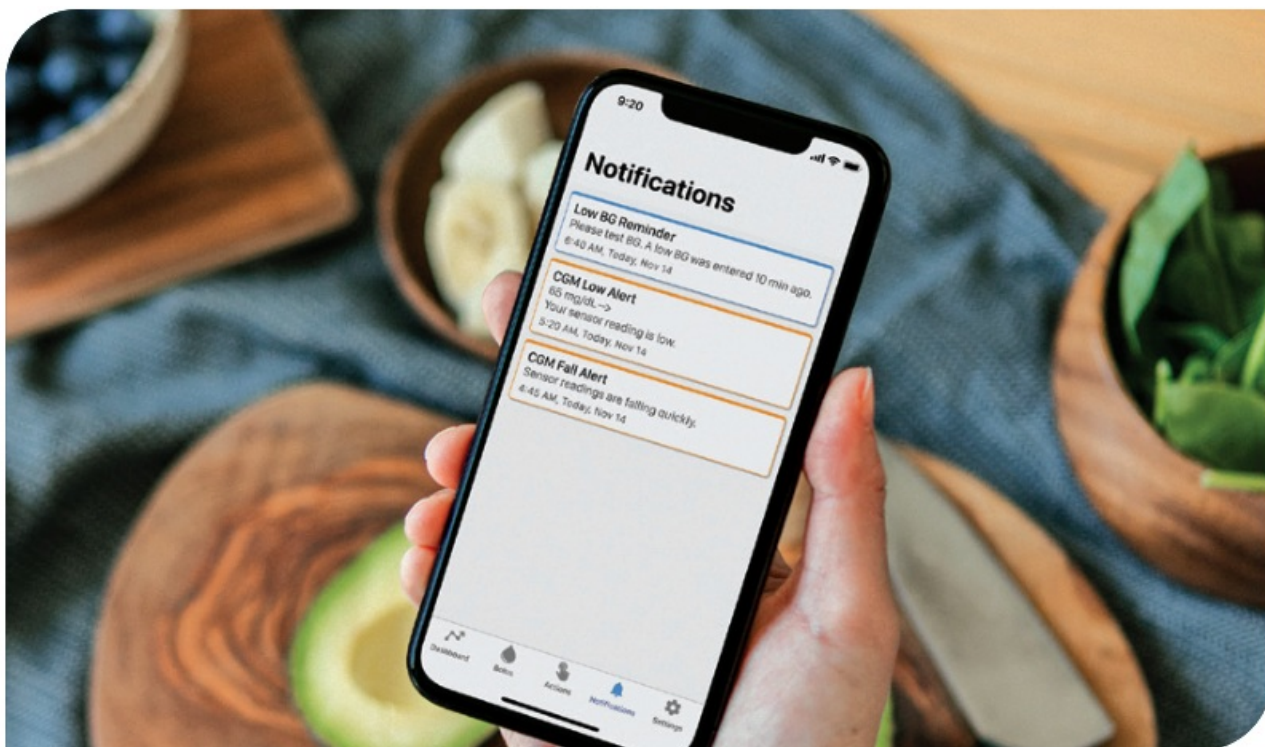 9:20
Notifications
Low BG Reminder
Please test BG. A low BG was entered 10 min ago.
6:40 AM, Today, Nov 14
CGM Low Alert
65 mg/dL -->
Your sensor reading is low.
5:20 AM, Today, Nov 14
CGM Fall Alert
Sensor readings are falling quickly.
4:45 AM, Today, Nov 14
Dashboard
Bolus
Actions
Notifications
Settings